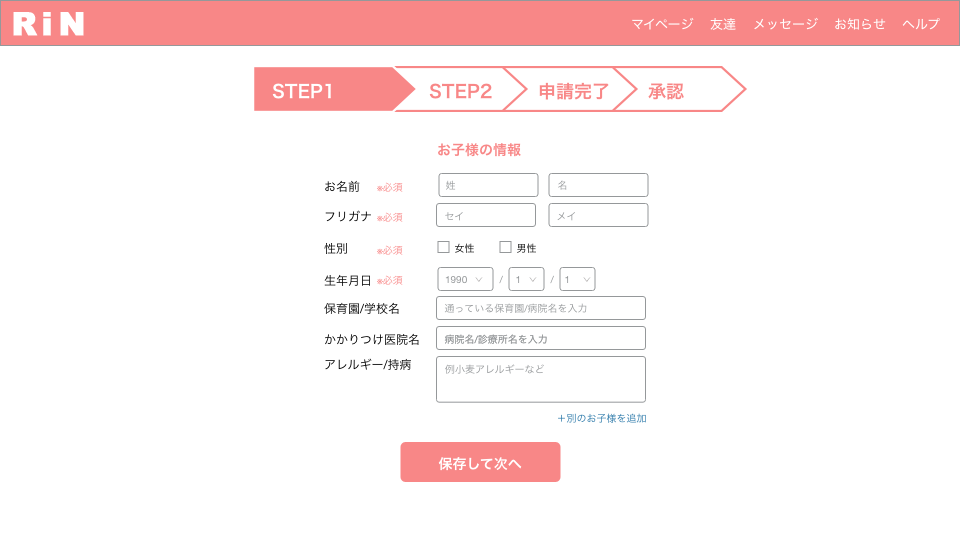 RiN マイページ 友達 メッセージ お知らせ ヘルプ
STEP1 STEP2 申請完了 承認
お子様の情報
お名前 ※必須 姓 名
フリガナ ※必須 セイ メイ
性別 ※必須 女性 男性
生年月日 ※必須 1990 / 1 / 1
保育園/学校名 通っている保育園/病院名を入力
かかりつけ医院名 病院名/診療所名を入力
アレルギー/持病 例小麦アレルギーなど
＋別のお子様を追加
保存して次へ